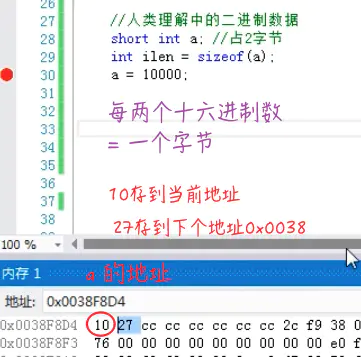 26
27 //人类理解中的二进制数据
28 short int a; //占2字节
29 int ilen = sizeof(a);
30 a = 10000;
31
32 每两个十六进制数
33
34 = 一个字节
35
36
37 10存到当前地址
38 27存到下个地址0x0038
100 %
内存 1 a 的地址
地址: 0x0038F8D4
0x0038F8D4 10 27 cc cc cc cc cc cc 2c f9 38 0
0x0038F8F3 76 00 00 00 00 00 00 00 00 e0 f